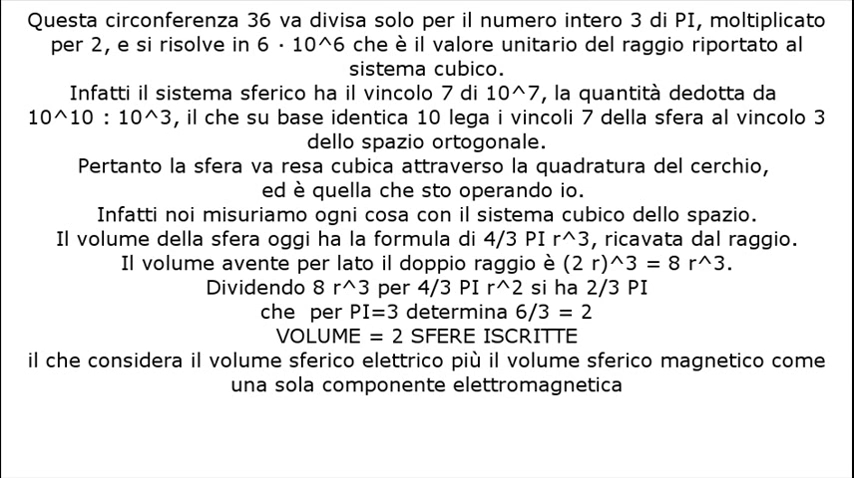 Questa circonferenza 36 va divisa solo per il numero intero 3 di PI, moltiplicato
per 2, e si risolve in 6 · 10^6 che è il valore unitario del raggio riportato al
sistema cubico.
Infatti il sistema sferico ha il vincolo 7 di 10^7, la quantità dedotta da
10^10 : 10^3, il che su base identica 10 lega i vincoli 7 della sfera al vincolo 3
dello spazio ortogonale.
Pertanto la sfera va resa cubica attraverso la quadratura del cerchio,
ed è quella che sto operando io.
Infatti noi misuriamo ogni cosa con il sistema cubico dello spazio.
Il volume della sfera oggi ha la formula di 4/3 PI r^3, ricavata dal raggio.
Il volume avente per lato il doppio raggio è (2 r)^3 = 8 r^3.
Dividendo 8 r^3 per 4/3 PI r^2 si ha 2/3 PI
che  per PI=3 determina 6/3 = 2
VOLUME = 2 SFERE ISCRITTE
il che considera il volume sferico elettrico più il volume sferico magnetico come
una sola componente elettromagnetica